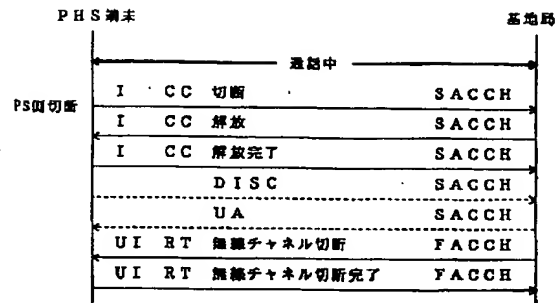 PHS端末 基地局
通話中
PS側切断
I CC 切断 SACCH
I CC 解放 SACCH
I CC 解放完了 SACCH
DISC SACCH
UA SACCH
UI RT 無線チャネル切断 FACCH
UI RT 無線チャネル切断完了 FACCH